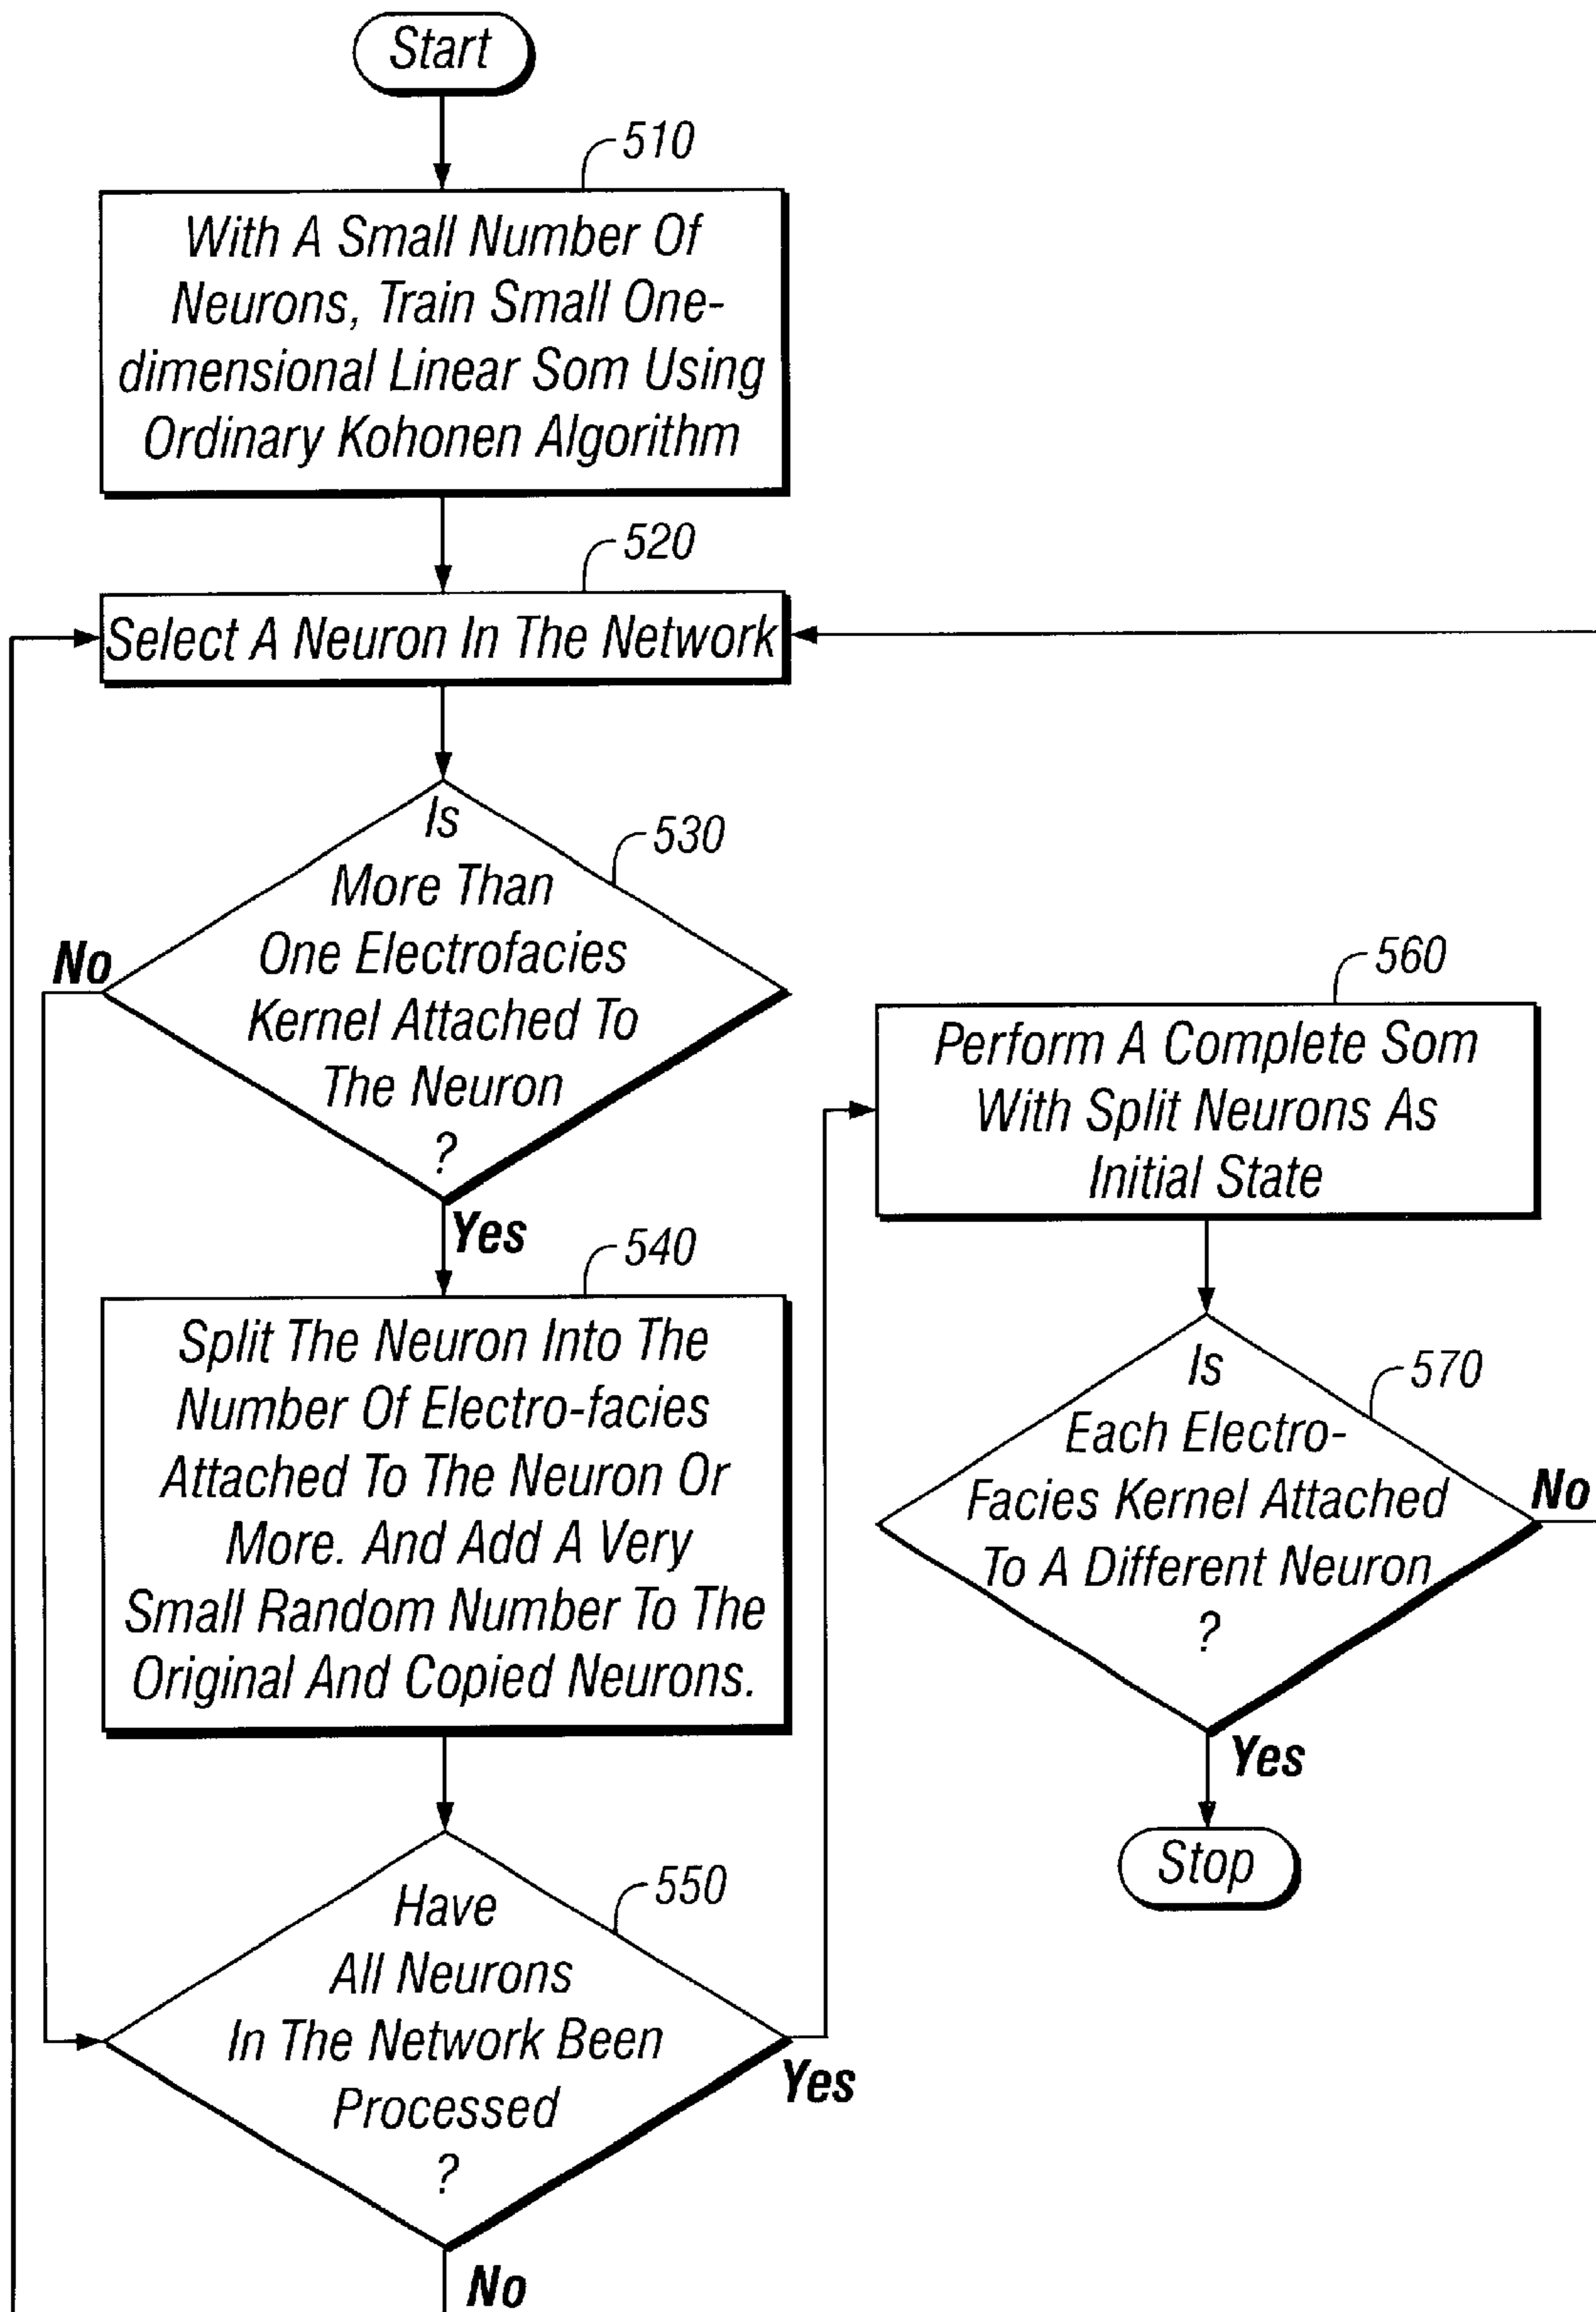 Start
510
With A Small Number Of
Neurons, Train Small One-
dimensional Linear Som Using
Ordinary Kohonen Algorithm
520
Select A Neuron In The Network
530
Is
More Than
One Electrofacies
Kernel Attached To
The Neuron
?
No
Yes
540
Split The Neuron Into The
Number Of Electro-facies
Attached To The Neuron Or
More. And Add A Very
Small Random Number To The
Original And Copied Neurons.
550
Have
All Neurons
In The Network Been
Processed
?
Yes
No
560
Perform A Complete Som
With Split Neurons As
Initial State
570
Is
Each Electro-
Facies Kernel Attached
To A Different Neuron
?
No
Yes
Stop